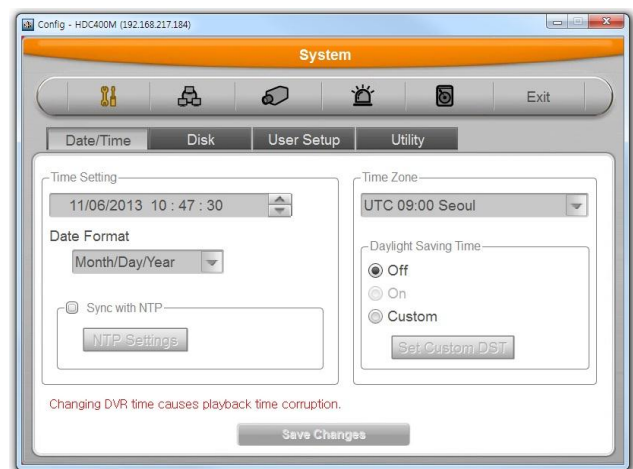 Config - HDC400M (192.168.217.184)
System
Exit
Date/Time Disk User Setup Utility
Time Setting
11/06/2013 10 : 47 : 30
Date Format
Month/Day/Year
Sync with NTP
NTP Settings
Time Zone
UTC 09:00 Seoul
Daylight Saving Time
Off
On
Custom
Set Custom DST
Changing DVR time causes playback time corruption.
Save Changes